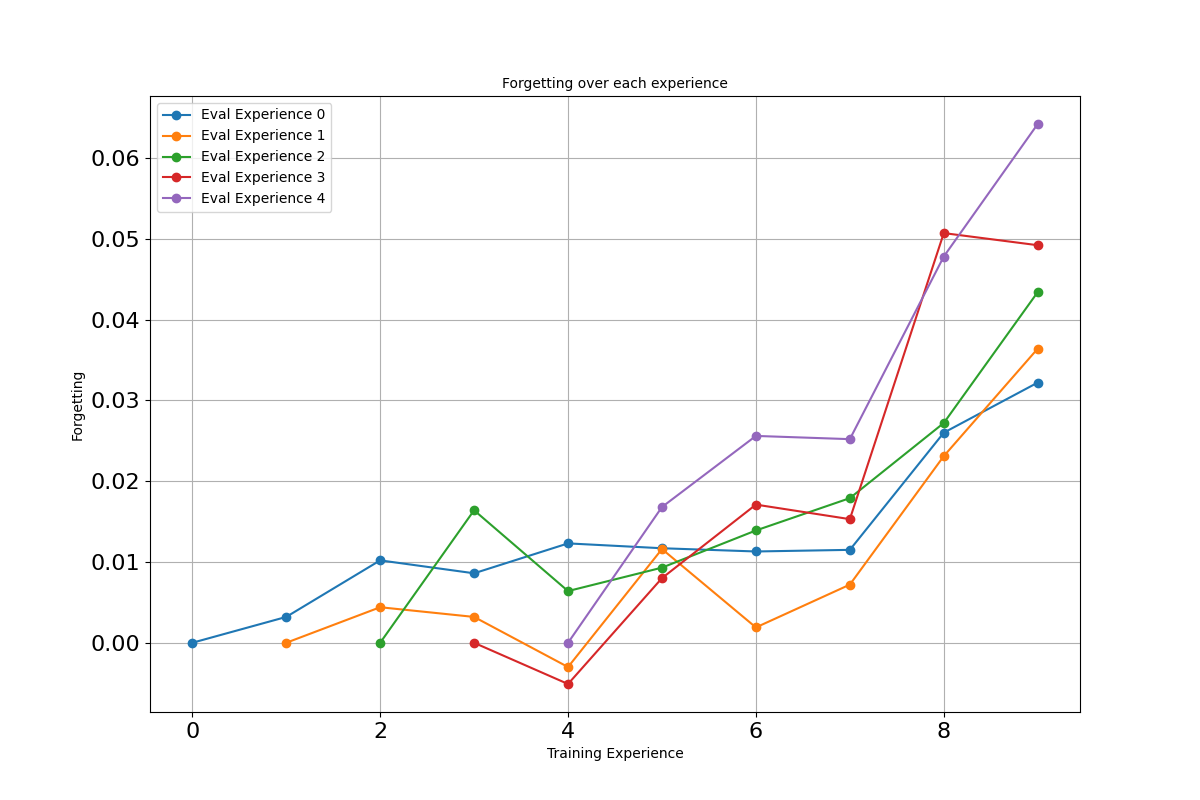 Forgetting over each experience
Eval Experience 0
Eval Experience 1
Eval Experience 2
Eval Experience 3
Eval Experience 4
0.06
0.05
0.04
0.03
0.02
0.01
0.00
Forgetting
0 2 4 6 8
Training Experience